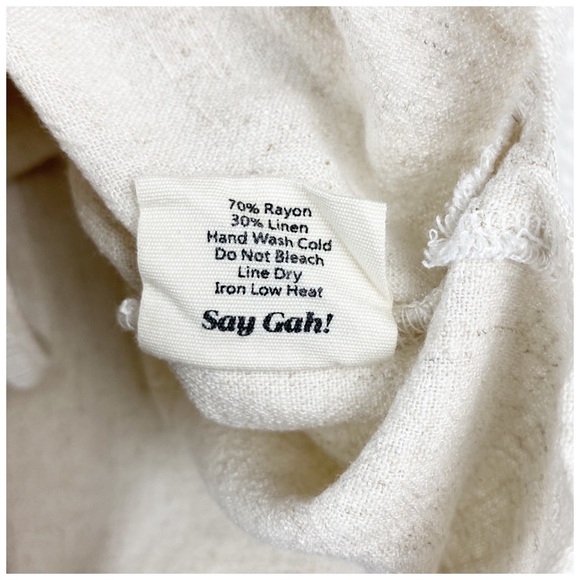 70% Rayon
30% Linen
Hand Wash Cold
Do Not Bleach
Line Dry
Iron Low Heat
Say Gah!